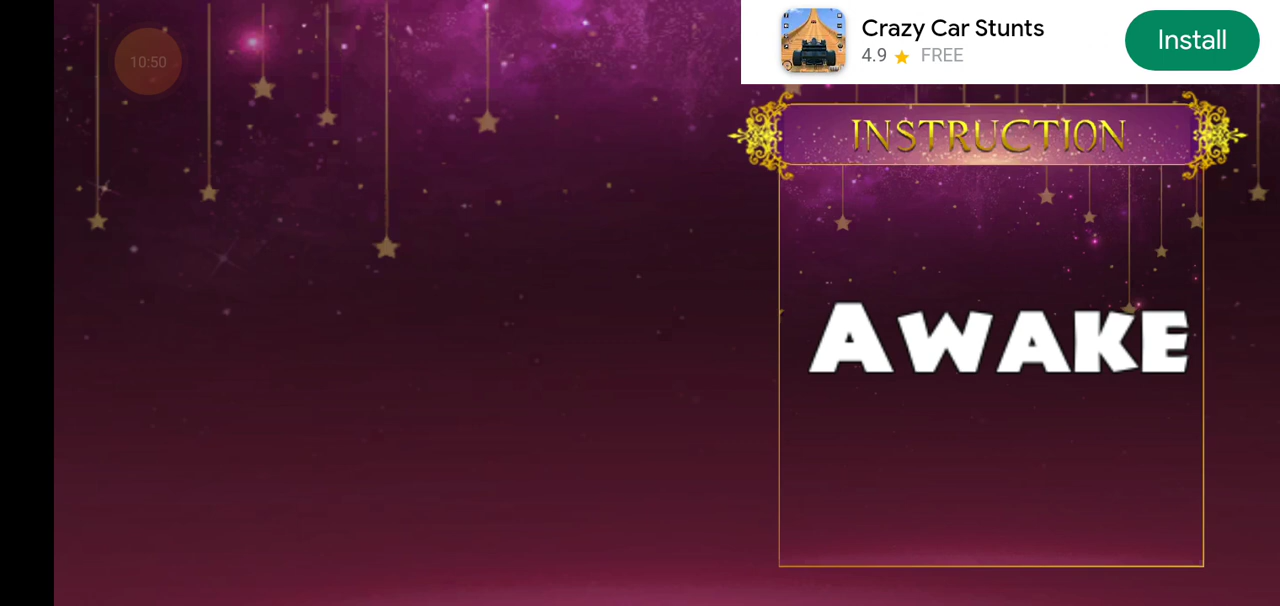 10:50
Crazy Car Stunts
4.9 ★ FREE
Install
INSTRUCTION
AWAKE